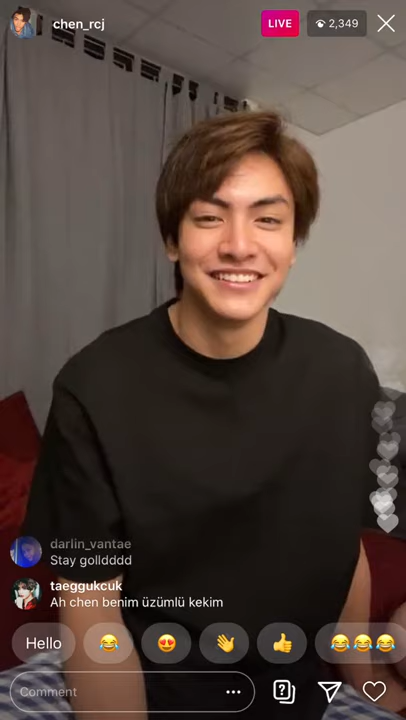 chen_rcj LIVE 2,349
darlin_vantae
Stay golldddd
taeggukcuk
Ah chen benim üzümlü kekim
Hello
Comment